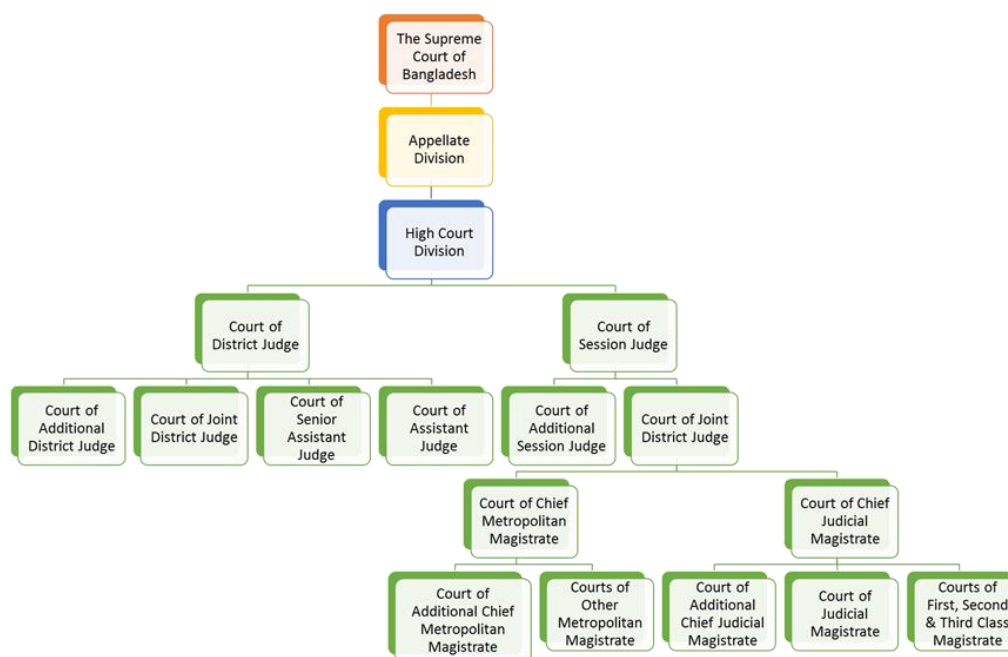 The Supreme
Court of
Bangladesh
Appellate
Division
High Court
Division
Court of
District Judge
Court of
Session Judge
Court of
Additional
District Judge
Court of Joint
District Judge
Court of
Senior
Assistant
Judge
Court of
Assistant
Judge
Court of
Additional
Session Judge
Court of Joint
District Judge
Court of Chief
Metropolitan
Magistrate
Court of Chief
Judicial
Magistrate
Court of
Additional Chief
Metropolitan
Magistrate
Courts of
Other
Metropolitan
Magistrate
Court of
Additional
Chief Judicial
Magistrate
Court of
Judicial
Magistrate
Courts of
First, Second
& Third Class
Magistrate